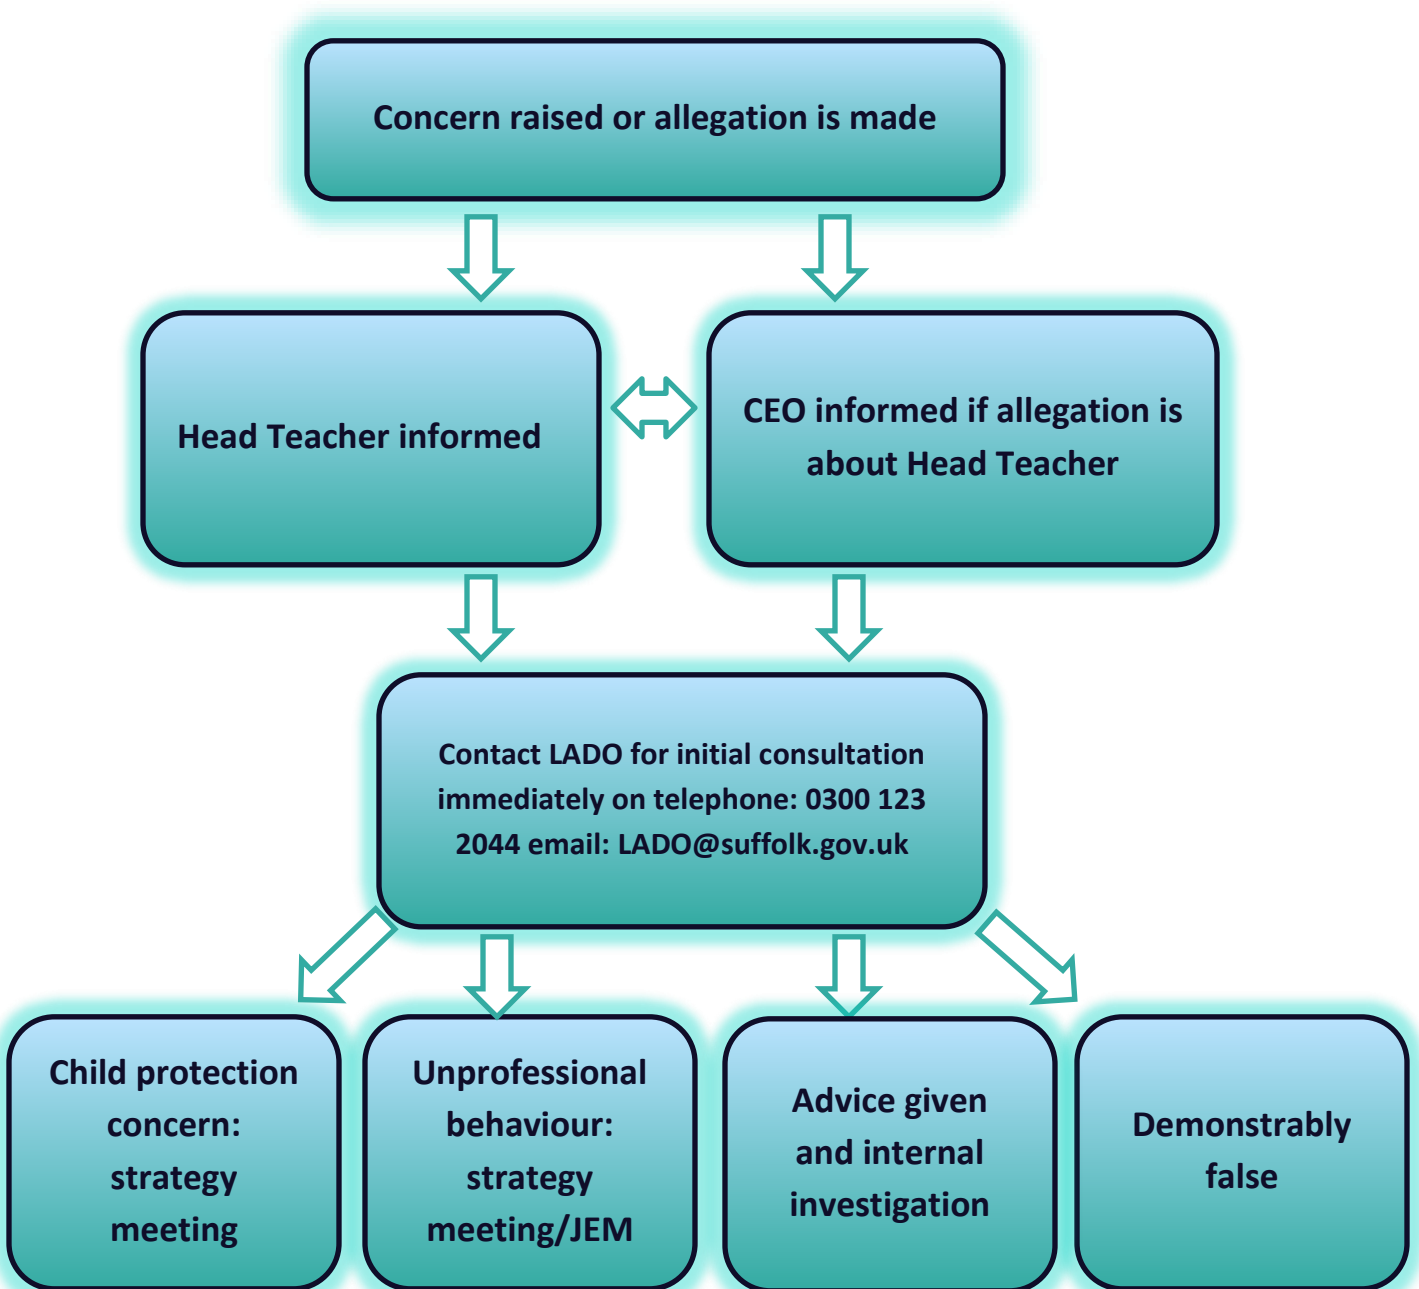 Concern raised or allegation is made
Head Teacher informed
CEO informed if allegation is
about Head Teacher
Contact LADO for initial consultation
immediately on telephone: 0300 123
2044 email: LADO@suffolk.gov.uk
Child protection
concern:
strategy
meeting
Unprofessional
behaviour:
strategy
meeting/JEM
Advice given
and internal
investigation
Demonstrably
false